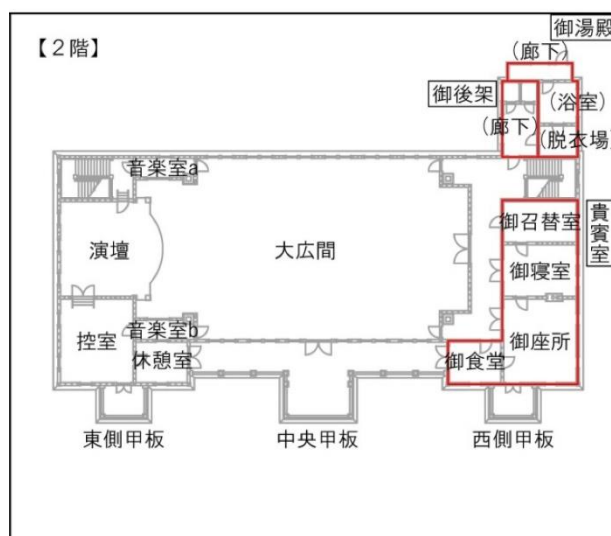 【２階】
御湯殿
（廊下）
御後架
（浴室）
（廊下）
（脱衣場
音楽室a
貴賓室
御召替室
演壇
大広間
御寝室
音楽室b
控室
休憩室
御座所
御食堂
東側甲板
中央甲板
西側甲板